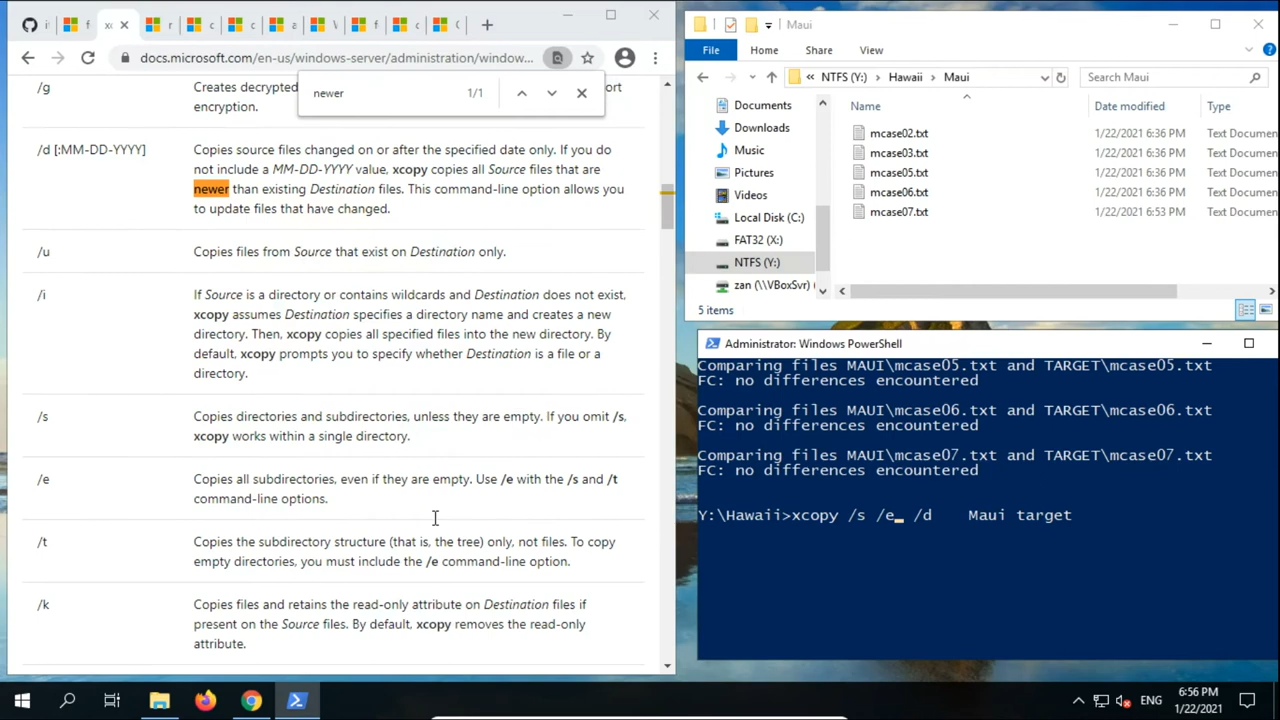 docs.microsoft.com/en-us/windows-server/administration/window...
newer
1/1
/g
Creates decrypted
ort
encryption.
/d [:MM-DD-YYYY]
Copies source files changed on or after the specified date only. If you do
not include a MM-DD-YYYY value, xcopy copies all Source files that are
newer than existing Destination files. This command-line option allows you
to update files that have changed.
/u
Copies files from Source that exist on Destination only.
/i
If Source is a directory or contains wildcards and Destination does not exist,
xcopy assumes Destination specifies a directory name and creates a new
directory. Then, xcopy copies all specified files into the new directory. By
default, xcopy prompts you to specify whether Destination is a file or a
directory.
/s
Copies directories and subdirectories, unless they are empty. If you omit /s,
xcopy works within a single directory.
/e
Copies all subdirectories, even if they are empty. Use /e with the /s and /t
command-line options.
/t
Copies the subdirectory structure (that is, the tree) only, not files. To copy
empty directories, you must include the /e command-line option.
/k
Copies files and retains the read-only attribute on Destination files if
present on the Source files. By default, xcopy removes the read-only
attribute.
Maui
File Home Share View
« NTFS (Y:) > Hawaii > Maui
Search Maui
Documents
Downloads
Music
Pictures
Videos
Local Disk (C:)
FAT32 (X:)
NTFS (Y:)
zan (\\VBoxSvr) (
Name Date modified Type
mcase02.txt 1/22/2021 6:36 PM Text Documen
mcase03.txt 1/22/2021 6:36 PM Text Documen
mcase05.txt 1/22/2021 6:36 PM Text Documen
mcase06.txt 1/22/2021 6:36 PM Text Documen
mcase07.txt 1/22/2021 6:53 PM Text Documen
5 items
Administrator: Windows PowerShell
Comparing files MAUI\mcase05.txt and TARGET\mcase05.txt
FC: no differences encountered
Comparing files MAUI\mcase06.txt and TARGET\mcase06.txt
FC: no differences encountered
Comparing files MAUI\mcase07.txt and TARGET\mcase07.txt
FC: no differences encountered
Y:\Hawaii>xcopy /s /e_ /d Maui target
ENG
6:56 PM
1/22/2021